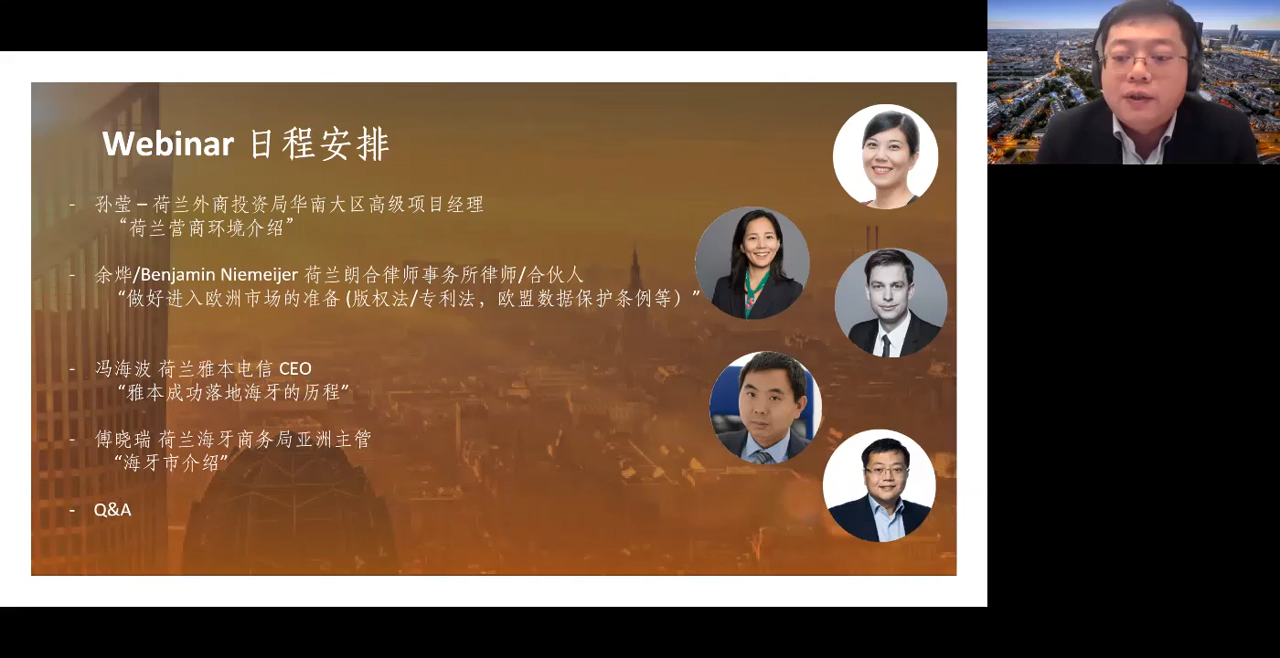 Webinar 日程安排
- 孙莹 – 荷兰外商投资局华南大区高级项目经理
“荷兰营商环境介绍”
- 余烨/Benjamin Niemeijer 荷兰朗合律师事务所律师/合伙人
“做好进入欧洲市场的准备 (版权法/专利法，欧盟数据保护条例等）”
- 冯海波 荷兰雅本电信 CEO
“雅本成功落地海牙的历程”
- 傅晓瑞 荷兰海牙商务局亚洲主管
“海牙市介绍”
- Q&A